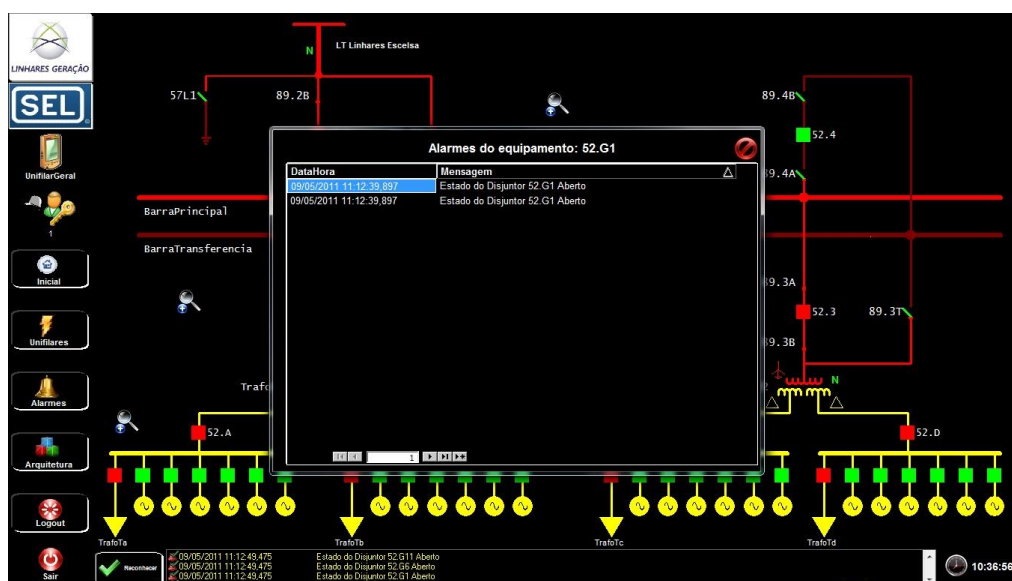 LINHARES GERAÇÃO
SEL
UnifilarGeral
1
Inicial
Unifilares
Alarmes
Arquitetura
Logout
Sair
N
LT Linhares Escelsa
57L1
89.2B
89.4B
52.4
89.4A
BarraPrincipal
BarraTransferencia
Alarmes do equipamento: 52.G1
DataHora Mensagem
09/05/2011 11:12:39,897 Estado do Disjuntor 52.G1 Aberto
09/05/2011 11:12:39,897 Estado do Disjuntor 52.G1 Aberto
1
89.3A
52.3
89.3T
89.3B
N
52.A
52.D
TrafoTa
TrafoTb
TrafoTc
TrafoTd
Reconhecer
09/05/2011 11:12:49,475 Estado do Disjuntor 52.G11 Aberto
09/05/2011 11:12:49,475 Estado do Disjuntor 52.G6 Aberto
09/05/2011 11:12:49,475 Estado do Disjuntor 52.G1 Aberto
10:36:56